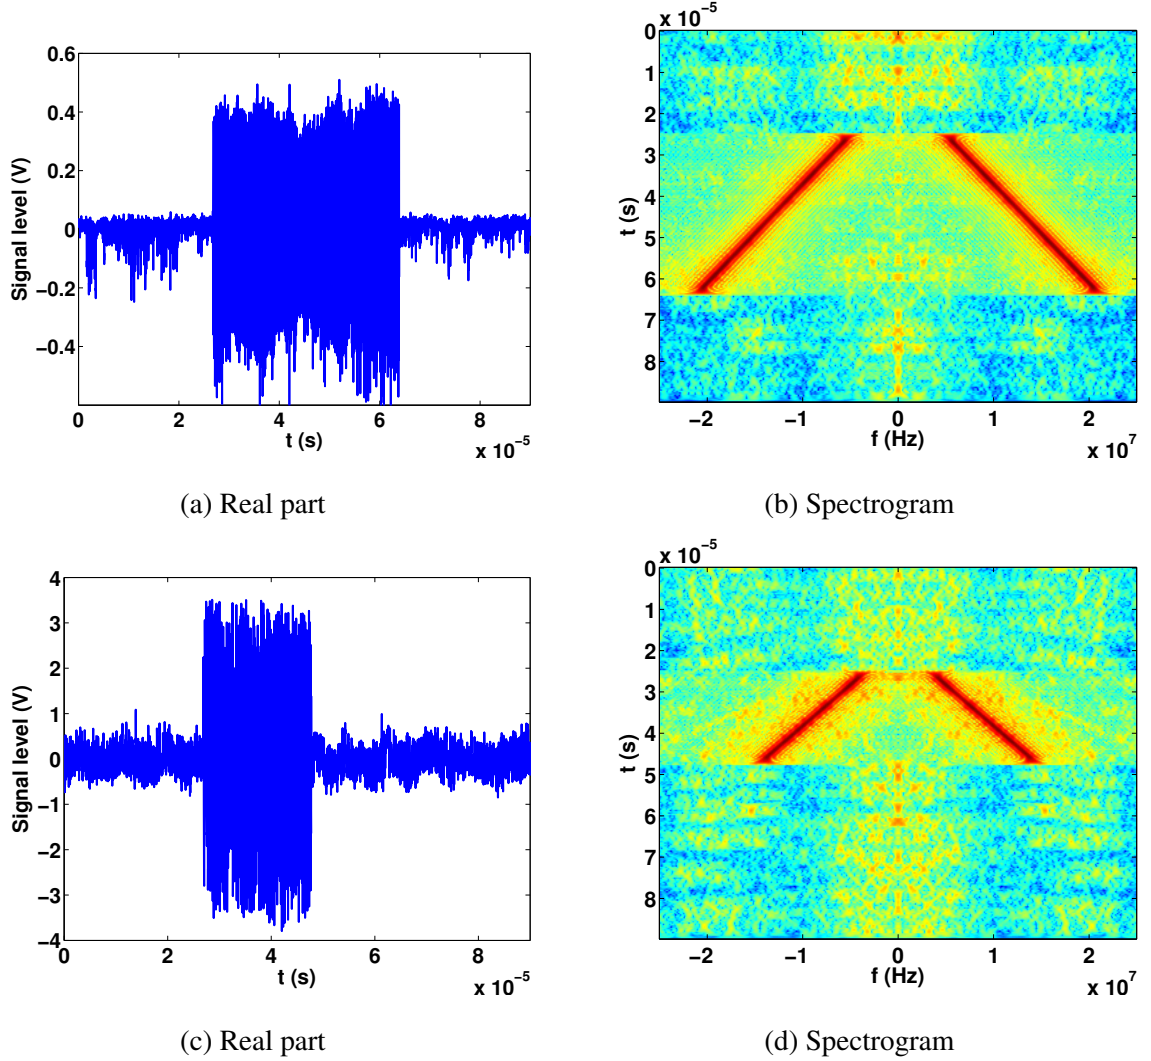 0.6
0.4
0.2
0
−0.2
−0.4
Signal level (V)
0 2 4 6 8
t (s)
x 10⁻⁵
(a) Real part
x 10⁻⁵
0
1
2
3
4
5
6
7
8
t (s)
−2 −1 0 1 2
f (Hz)
x 10⁷
(b) Spectrogram
4
3
2
1
0
−1
−2
−3
−4
Signal level (V)
0 2 4 6 8
t (s)
x 10⁻⁵
(c) Real part
x 10⁻⁵
0
1
2
3
4
5
6
7
8
t (s)
−2 −1 0 1 2
f (Hz)
x 10⁷
(d) Spectrogram